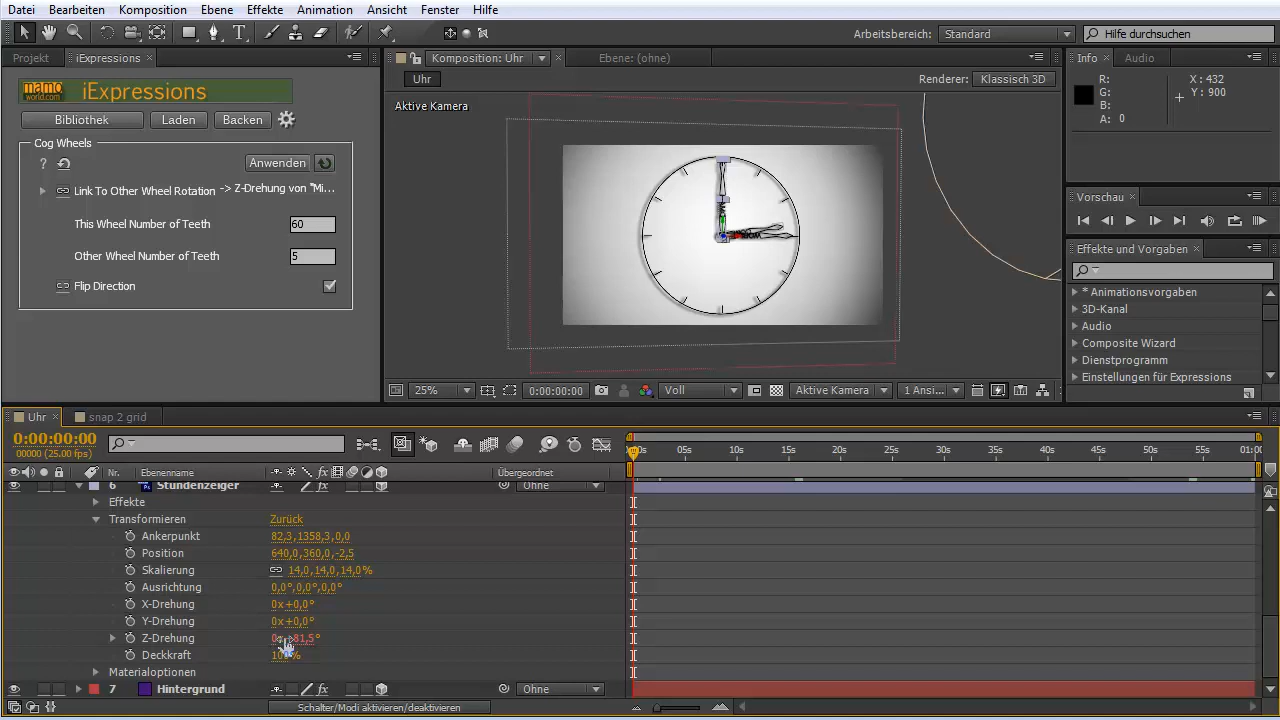 Datei Bearbeiten Komposition Ebene Effekte Animation Ansicht Fenster Hilfe
Arbeitsbereich: Standard Hilfe durchsuchen
Projekt iExpressions Komposition: Uhr Ebene: (ohne) Info Audio
Uhr Renderer: Klassisch 3D
mamo world.com iExpressions
Aktive Kamera
R: X: 432
G: Y: 900
B:
A: 0
Bibliothek Laden Backen
Cog Wheels
? Anwenden
Link To Other Wheel Rotation -> Z-Drehung von "Mi...
This Wheel Number of Teeth 60
Other Wheel Number of Teeth 5
Flip Direction
Vorschau
Effekte und Vorgaben
* Animationsvorgaben
3D-Kanal
Audio
Composite Wizard
Dienstprogramm
Einstellungen für Expressions
25% 0:00:00:00 Voll Aktive Kamera 1 Ansi...
Uhr snap 2 grid
0:00:00:00
00000 (25.00 fps)
05s 10s 15s 20s 25s 30s 35s 40s 45s 50s 55s 01:00
Nr. Ebenenname fx Übergeordnet
6 Stundenzeiger fx Ohne
Effekte
Transformieren Zurück
Ankerpunkt 82,3,1358,3,0,0
Position 640,0,360,0,-2,5
Skalierung 14,0,14,0,14,0%
Ausrichtung 0,0°,0,0°,0,0°
X-Drehung 0x+0,0°
Y-Drehung 0x+0,0°
Z-Drehung
Deckkraft
Materialoptionen
7 Hintergrund fx Ohne
Schalter/Modi aktivieren/deaktivieren